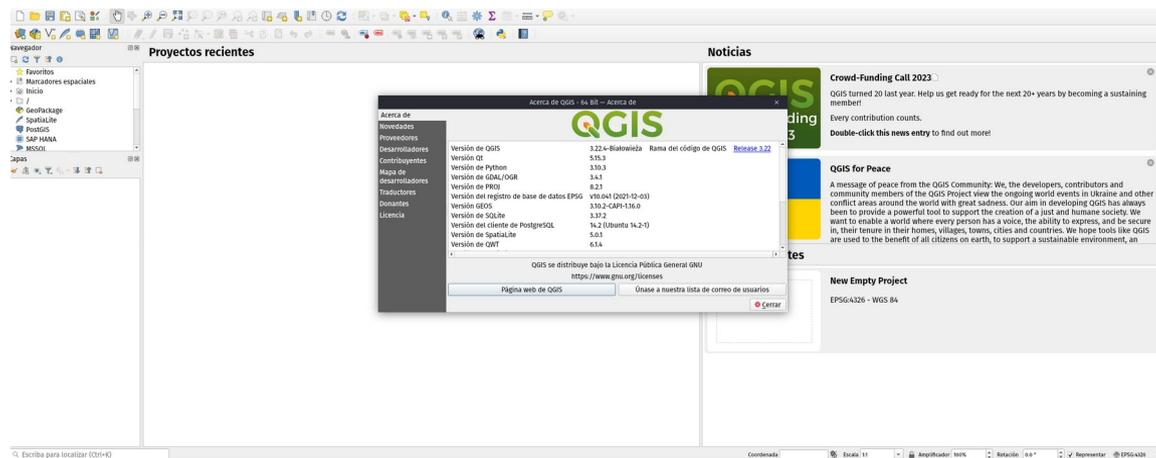 Navegador
Favoritos
Marcadores espaciales
Inicio
/
GeoPackage
SpatiaLite
PostGIS
SAP HANA
MSSQL
Capas
Escriba para localizar (Ctrl+K)
Proyectos recientes
Acerca de QGIS - 64 Bit — Acerca de
Acerca de
Novedades
Proveedores
Desarrolladores
Contribuyentes
Mapa de
desarrolladores
Traductores
Donantes
Licencia
QGIS
Versión de QGIS 3.22.4-Białowieża Rama del código de QGIS Release 3.22
Versión Qt 5.15.3
Versión de Python 3.10.3
Versión de GDAL/OGR 3.4.1
Versión de PROJ 8.2.1
Versión del registro de base de datos EPSG v10.041 (2021-12-03)
Versión GEOS 3.10.2-CAPI-1.16.0
Versión de SQLite 3.37.2
Versión del cliente de PostgreSQL 14.2 (Ubuntu 14.2-1)
Versión de SpatiaLite 5.0.1
Versión de QWT 6.1.4
QGIS se distribuye bajo la Licencia Pública General GNU
https://www.gnu.org/licenses
Página web de QGIS
Únase a nuestra lista de correo de usuarios
Cerrar
Noticias
QGIS
ding
3
Crowd-Funding Call 2023
QGIS turned 20 last year. Help us get ready for the next 20+ years by becoming a sustaining
member!
Every contribution counts.
Double-click this news entry to find out more!
QGIS for Peace
A message of peace from the QGIS Community: We, the developers, contributors and
community members of the QGIS Project view the ongoing world events in Ukraine and other
conflict areas around the world with great sadness. Our aim in developing QGIS has always
been to provide a powerful tool to support the creation of a just and humane society. We
want to enable a world where every person has a voice, the ability to express, and be secure
in, their tenure in their homes, villages, towns, cities and countries. We hope tools like QGIS
are used to the benefit of all citizens on earth, to support a sustainable environment, an
tes
New Empty Project
EPSG:4326 - WGS 84
Coordenada Escala 1:1 Amplificador 100% Rotación 0.0 ° Representar EPSG:4326